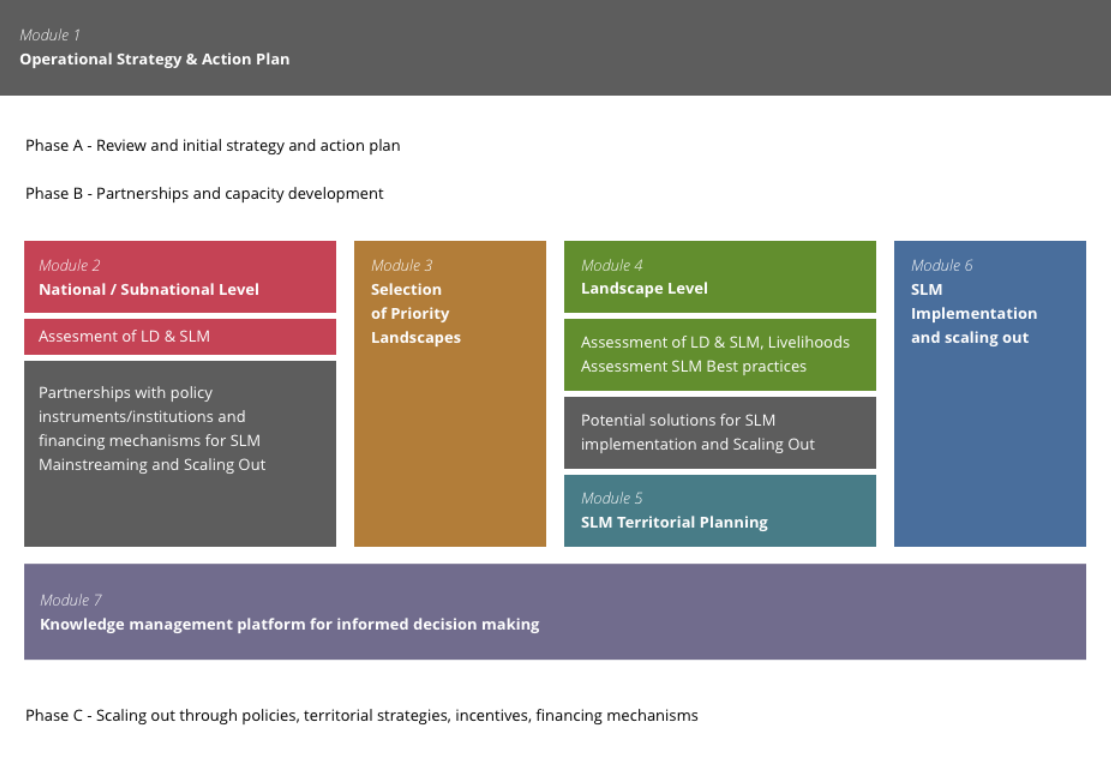 Module 1
Operational Strategy & Action Plan
Phase A - Review and initial strategy and action plan
Phase B - Partnerships and capacity development
Module 2
National / Subnational Level
Assesment of LD & SLM
Partnerships with policy
instruments/institutions and
financing mechanisms for SLM
Mainstreaming and Scaling Out
Module 3
Selection
of Priority
Landscapes
Module 4
Landscape Level
Assessment of LD & SLM, Livelihoods
Assessment SLM Best practices
Potential solutions for SLM
implementation and Scaling Out
Module 5
SLM Territorial Planning
Module 6
SLM
Implementation
and scaling out
Module 7
Knowledge management platform for informed decision making
Phase C - Scaling out through policies, territorial strategies, incentives, financing mechanisms